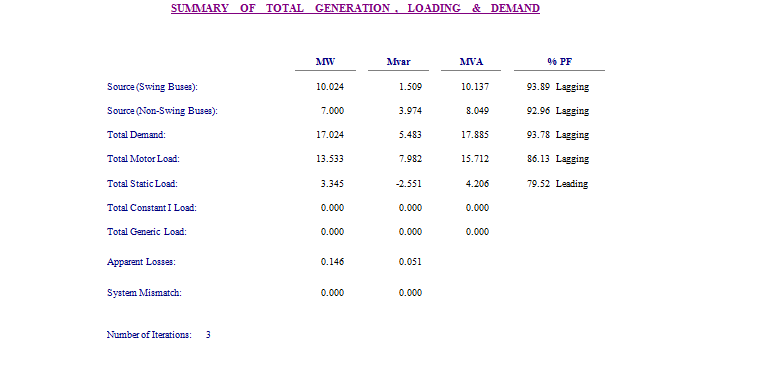 SUMMARY OF TOTAL GENERATION , LOADING & DEMAND
MW Mvar MVA % PF
Source (Swing Buses): 10.024 1.509 10.137 93.89 Lagging
Source (Non-Swing Buses): 7.000 3.974 8.049 92.96 Lagging
Total Demand: 17.024 5.483 17.885 93.78 Lagging
Total Motor Load: 13.533 7.982 15.712 86.13 Lagging
Total Static Load: 3.345 -2.551 4.206 79.52 Leading
Total Constant I Load: 0.000 0.000 0.000
Total Generic Load: 0.000 0.000 0.000
Apparent Losses: 0.146 0.051
System Mismatch: 0.000 0.000
Number of Iterations: 3